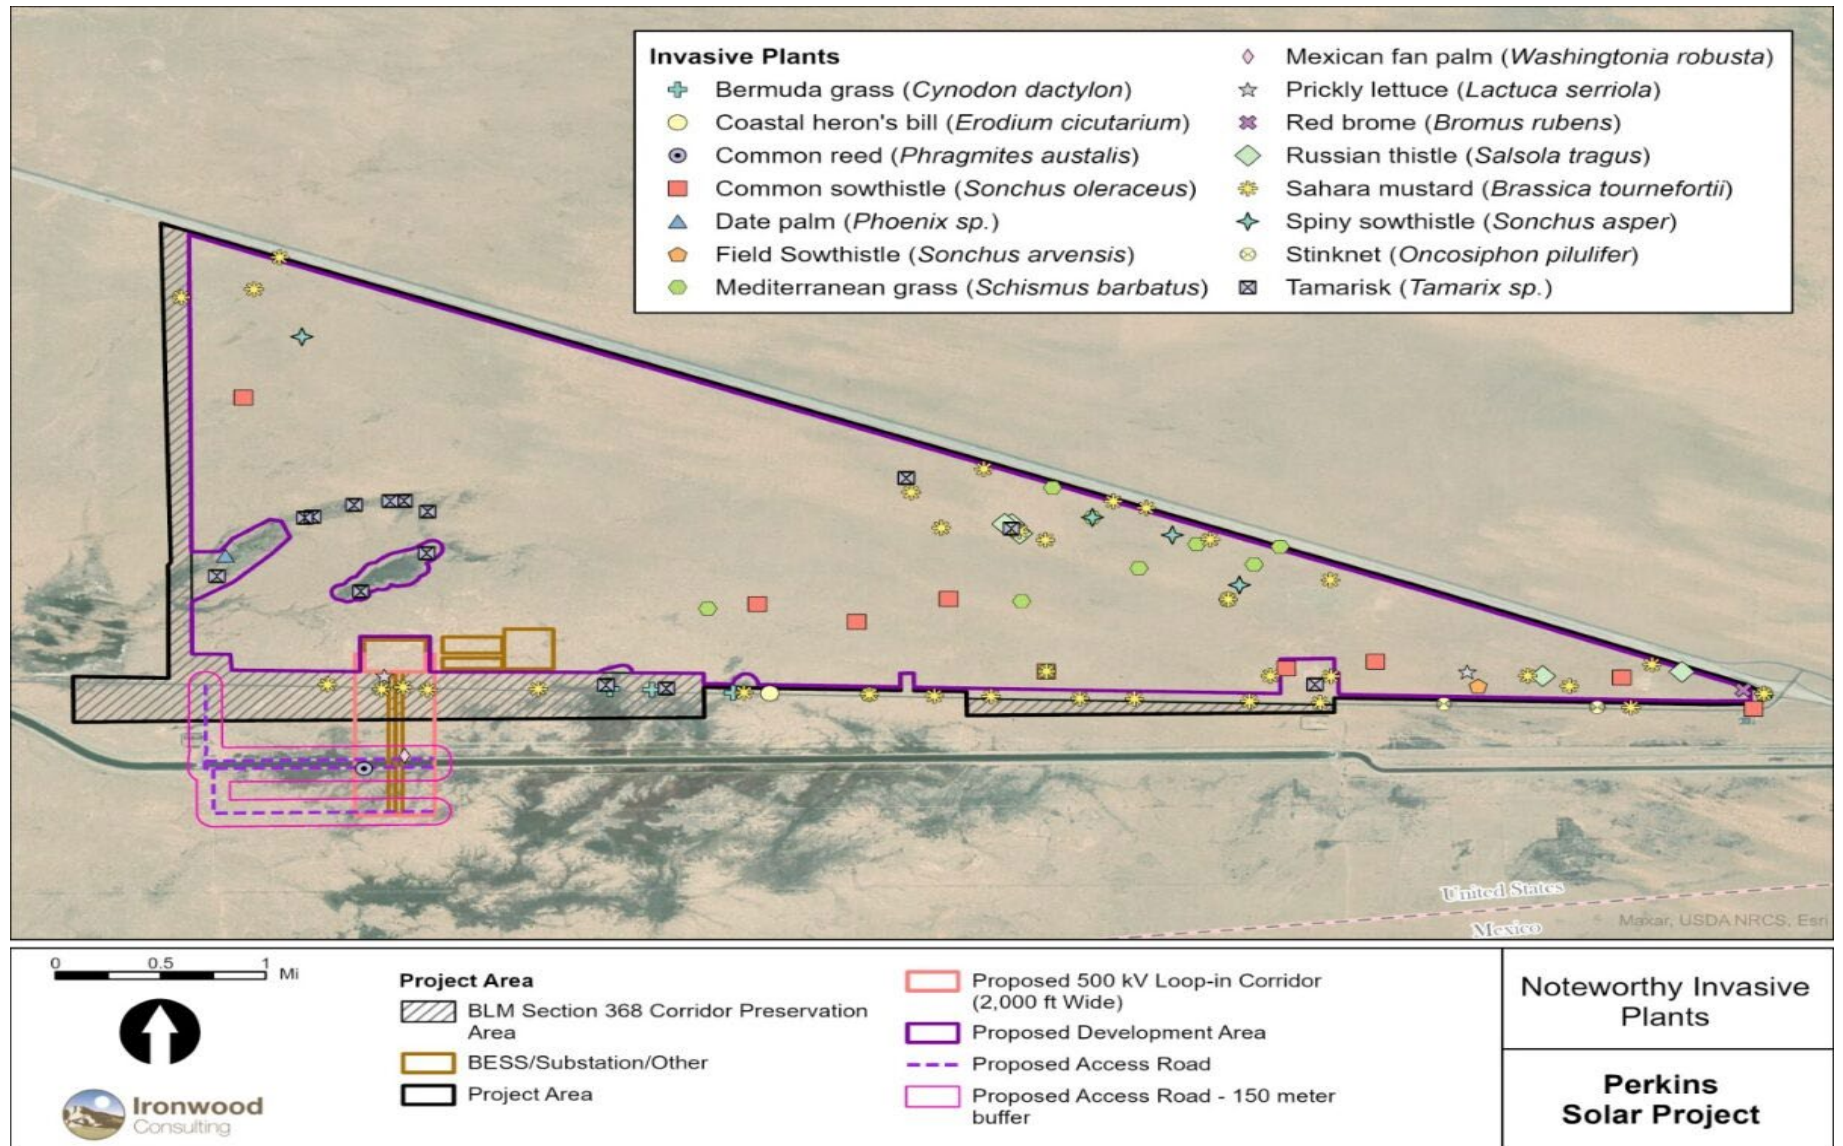 Invasive Plants
Bermuda grass (Cynodon dactylon)
Coastal heron's bill (Erodium cicutarium)
Common reed (Phragmites austalis)
Common sowthistle (Sonchus oleraceus)
Date palm (Phoenix sp.)
Field Sowthistle (Sonchus arvensis)
Mediterranean grass (Schismus barbatus)
Mexican fan palm (Washingtonia robusta)
Prickly lettuce (Lactuca serriola)
Red brome (Bromus rubens)
Russian thistle (Salsola tragus)
Sahara mustard (Brassica tournefortii)
Spiny sowthistle (Sonchus asper)
Stinknet (Oncosiphon pilulifer)
Tamarisk (Tamarix sp.)
United States
Mexico
Maxar, USDA NRCS, Esri
0 0.5 1
Mi
Ironwood
Consulting
Project Area
BLM Section 368 Corridor Preservation
Area
BESS/Substation/Other
Project Area
Proposed 500 kV Loop-in Corridor
(2,000 ft Wide)
Proposed Development Area
Proposed Access Road
Proposed Access Road - 150 meter
buffer
Noteworthy Invasive
Plants
Perkins
Solar Project